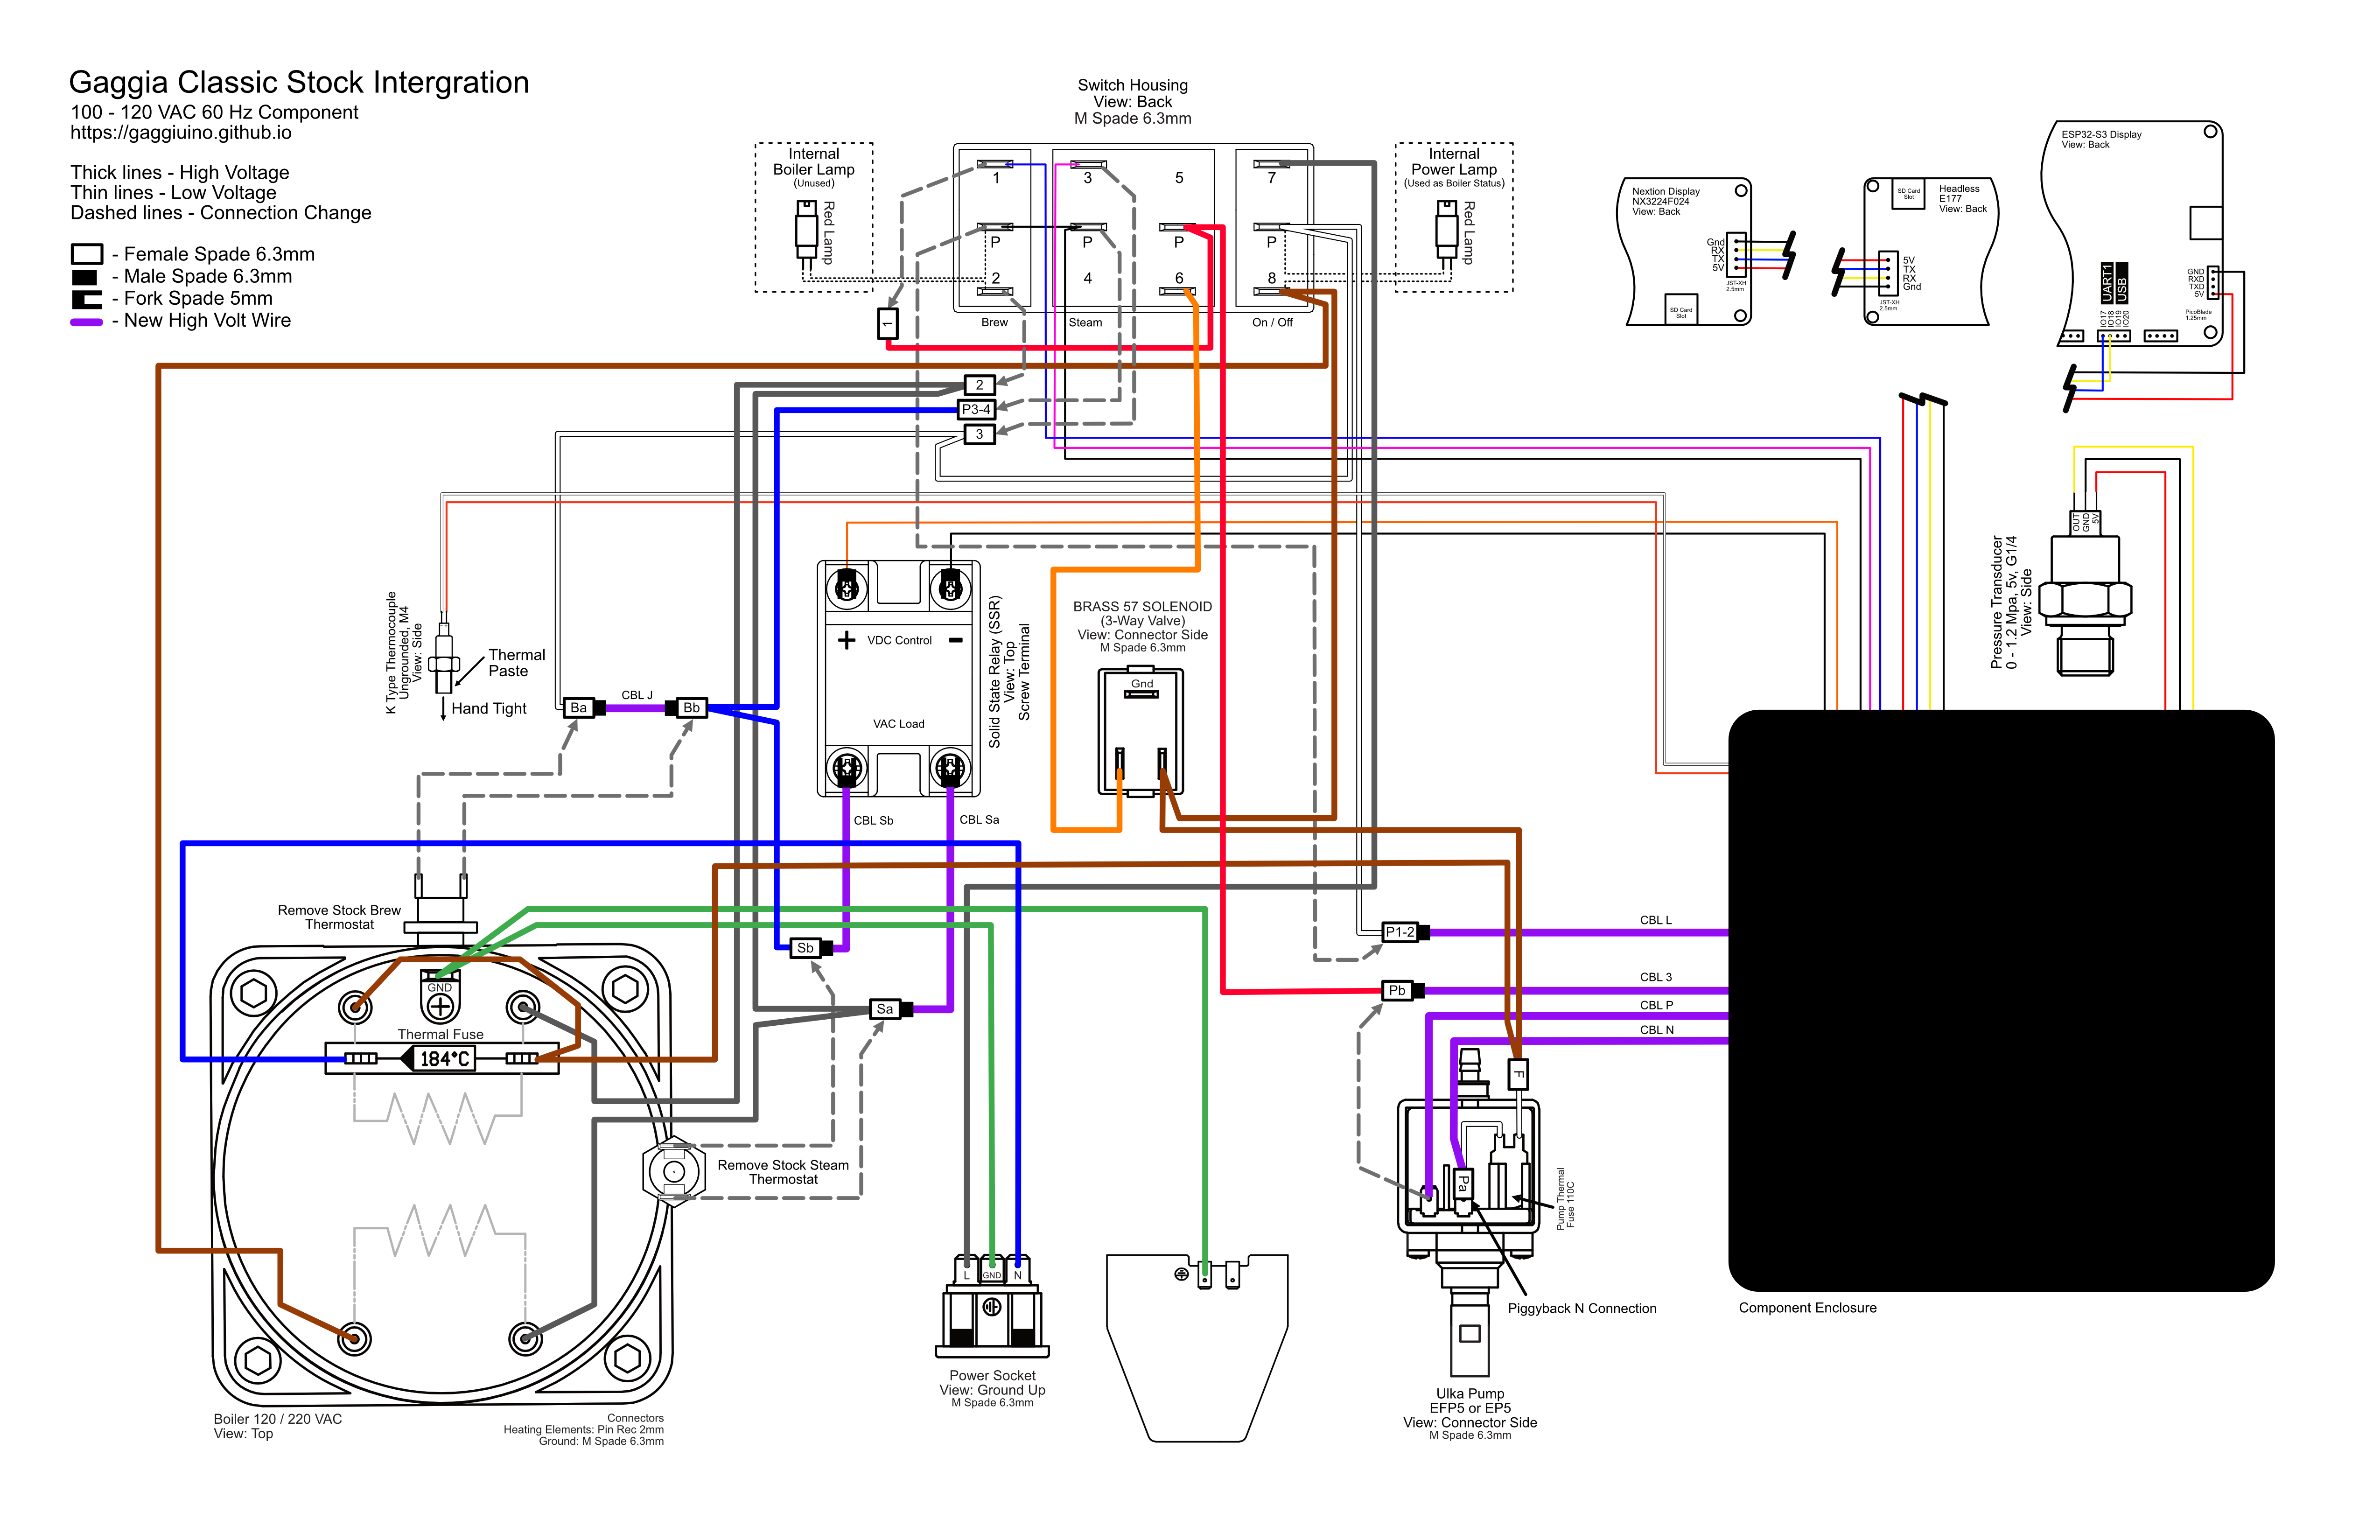 Gaggia Classic Stock Intergration
100 - 120 VAC 60 Hz Component
https://gaggiuino.github.io
Thick lines - High Voltage
Thin lines - Low Voltage
Dashed lines - Connection Change
- Female Spade 6.3mm
- Male Spade 6.3mm
- Fork Spade 5mm
- New High Volt Wire
Switch Housing
View: Back
M Spade 6.3mm
Internal
Boiler Lamp
(Unused)
Red Lamp
1
3
5
7
P
P
P
P
2
4
6
8
Brew
Steam
On / Off
Internal
Power Lamp
(Used as Boiler Status)
Red Lamp
Nextion Display
NX3224F024
View: Back
Gnd
RX
TX
5V
JST-XH
2.5mm
SD Card
Slot
SD Card
Slot
Headless
E177
View: Back
5V
TX
RX
Gnd
JST-XH
2.5mm
ESP32-S3 Display
View: Back
GND
RXD
TXD
5V
PicoBlade
1.25mm
UART1
USB
IO17
IO18
IO19
IO20
1
2
P3-4
3
K Type Thermocouple
Ungrounded, M4
View: Side
Thermal
Paste
Hand Tight
Ba
CBL J
Bb
+ VDC Control -
VAC Load
Solid State Relay (SSR)
View: Top
Screw Terminal
CBL Sb
CBL Sa
BRASS 57 SOLENOID
(3-Way Valve)
View: Connector Side
M Spade 6.3mm
Gnd
OUT
GND
5V
Pressure Transducer
0 - 1.2 Mpa, 5v, G1/4
View: Side
Remove Stock Brew
Thermostat
Sb
Sa
P1-2
CBL L
Pb
CBL 3
CBL P
CBL N
GND
Thermal Fuse
184°C
Remove Stock Steam
Thermostat
F
Pa
Pump Thermal
Fuse 110C
Piggyback N Connection
Component Enclosure
L
GND
N
Power Socket
View: Ground Up
M Spade 6.3mm
Ulka Pump
EFP5 or EP5
View: Connector Side
M Spade 6.3mm
Boiler 120 / 220 VAC
View: Top
Connectors
Heating Elements: Pin Rec 2mm
Ground: M Spade 6.3mm